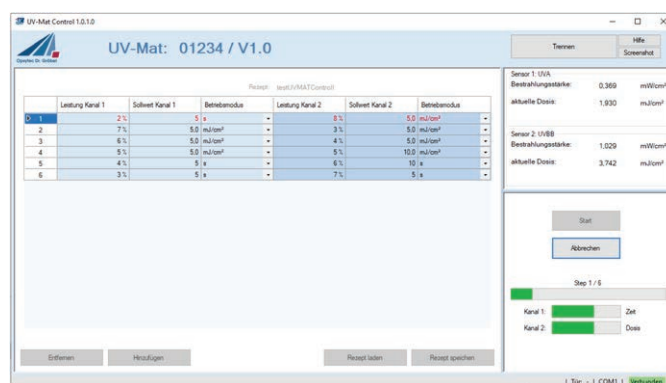 UV-Mat Control 1.0.1.0
Opsytec Dr. Gröbel
UV-Mat: 01234 / V1.0
Trennen
Hilfe
Screenshot
Rezept: testUVMATControl
Leistung Kanal 1 Sollwert Kanal 1 Betriebsmodus Leistung Kanal 2 Sollwert Kanal 2 Betriebsmodus
1 2 % 5 s 8 % 5,0 mJ/cm²
2 7 % 5,0 mJ/cm² 3 % 5,0 mJ/cm²
3 6 % 5,0 mJ/cm² 4 % 5,0 mJ/cm²
4 5 % 5,0 mJ/cm² 5 % 10,0 mJ/cm²
5 4 % 5 s 6 % 10 s
6 3 % 5 s 7 % 5 s
Entfernen Hinzufügen Rezept laden Rezept speichern
Sensor 1: UVA
Bestrahlungsstärke: 0,369 mW/cm²
aktuelle Dosis: 1,930 mJ/cm²
Sensor 2: UVBB
Bestrahlungsstärke: 1,029 mW/cm²
aktuelle Dosis: 3,742 mJ/cm²
Start
Abbrechen
Step 1 / 6
Kanal 1: Zeit
Kanal 2: Dosis
| Tür: - | COM1 | Verbunden